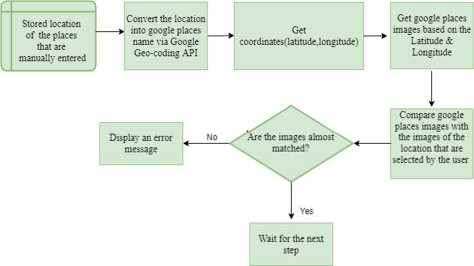 Stored location
of the places
that are
manually entered
Convert the location
into google places
name via Google
Geo-coding API
Get
coordinates(latitude,longitude)
Get google places
images based on the
Latitude &
Longitude
Compare google
places images with
the images of the
location that are
selected by the user
Are the images almost
matched?
No
Display an error
message
Yes
Wait for the next
step